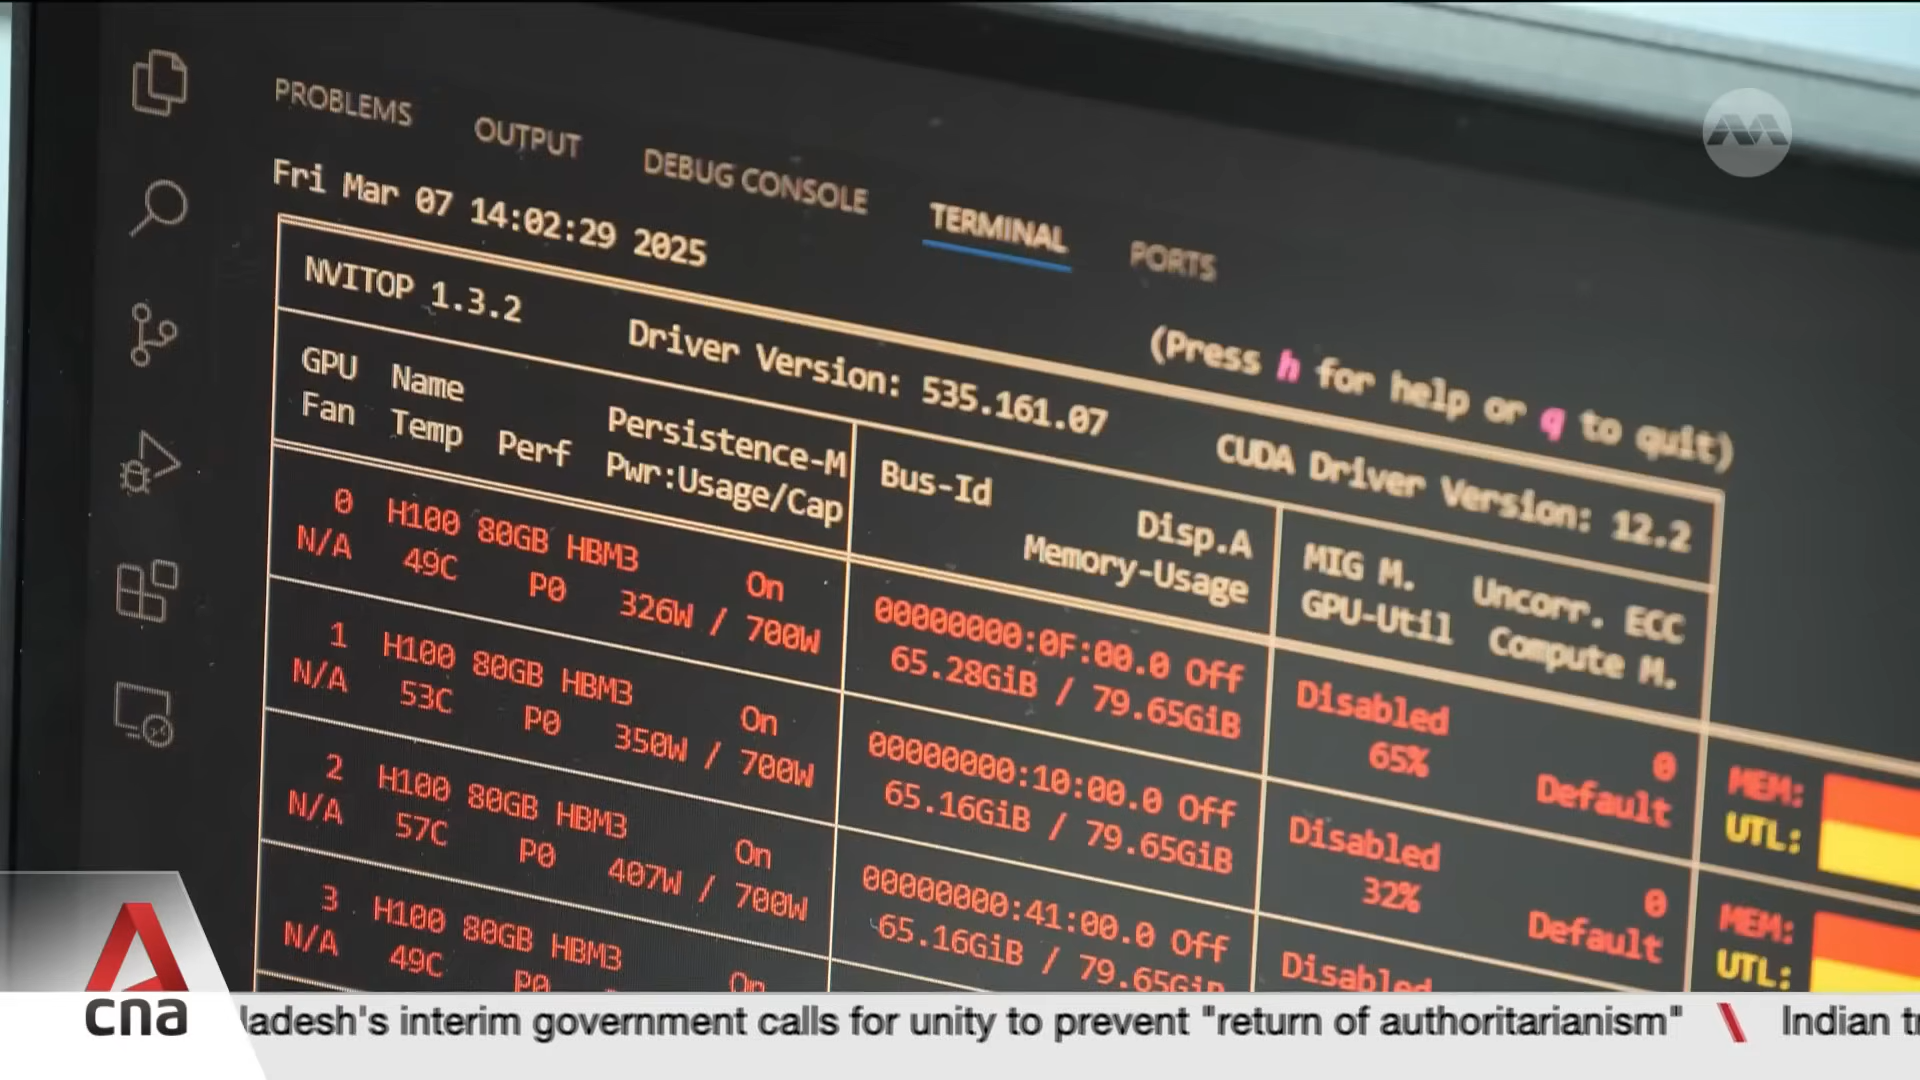 PROBLEMS OUTPUT DEBUG CONSOLE TERMINAL PORTS
Fri Mar 07 14:02:29 2025
(Press h for help or q to quit)
NVITOP 1.3.2 Driver Version: 535.161.07 CUDA Driver Version: 12.2
GPU Name Persistence-M Bus-Id Disp.A MIG M. Uncorr. ECC
Fan Temp Perf Pwr:Usage/Cap Memory-Usage GPU-Util Compute M.
0 H100 80GB HBM3 On 00000000:0F:00.0 Off Disabled 0 MEM:
N/A 49C P0 326W / 700W 65.28GiB / 79.65GiB 65% Default UTL:
1 H100 80GB HBM3 On 00000000:10:00.0 Off Disabled 0 MEM:
N/A 53C P0 350W / 700W 65.16GiB / 79.65GiB 32% Default UTL:
2 H100 80GB HBM3 On 00000000:41:00.0 Off Disabled
N/A 57C P0 407W / 700W 65.16GiB / 79.65GiB
3 H100 80GB HBM3 On
N/A 49C P0
cna
ladesh's interim government calls for unity to prevent "return of authoritarianism" \ Indian tr